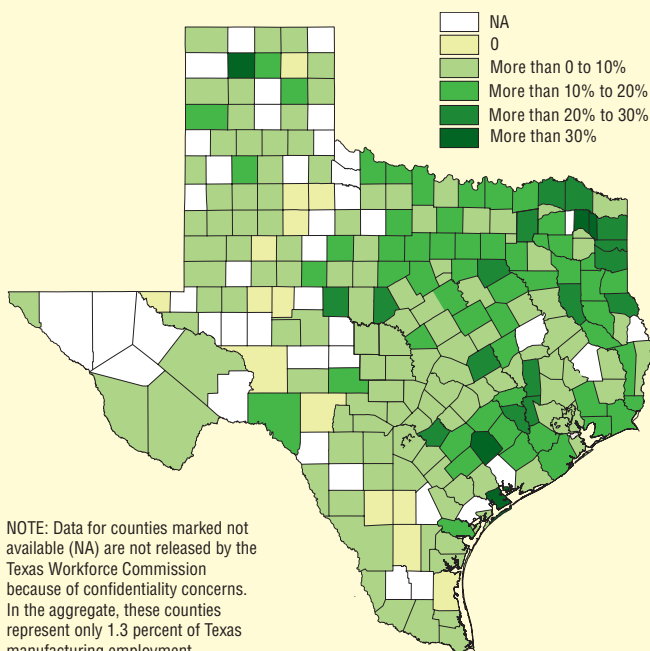 NA
0
More than 0 to 10%
More than 10% to 20%
More than 20% to 30%
More than 30%
NOTE: Data for counties marked not
available (NA) are not released by the
Texas Workforce Commission
because of confidentiality concerns.
In the aggregate, these counties
represent only 1.3 percent of Texas
manufacturing employment